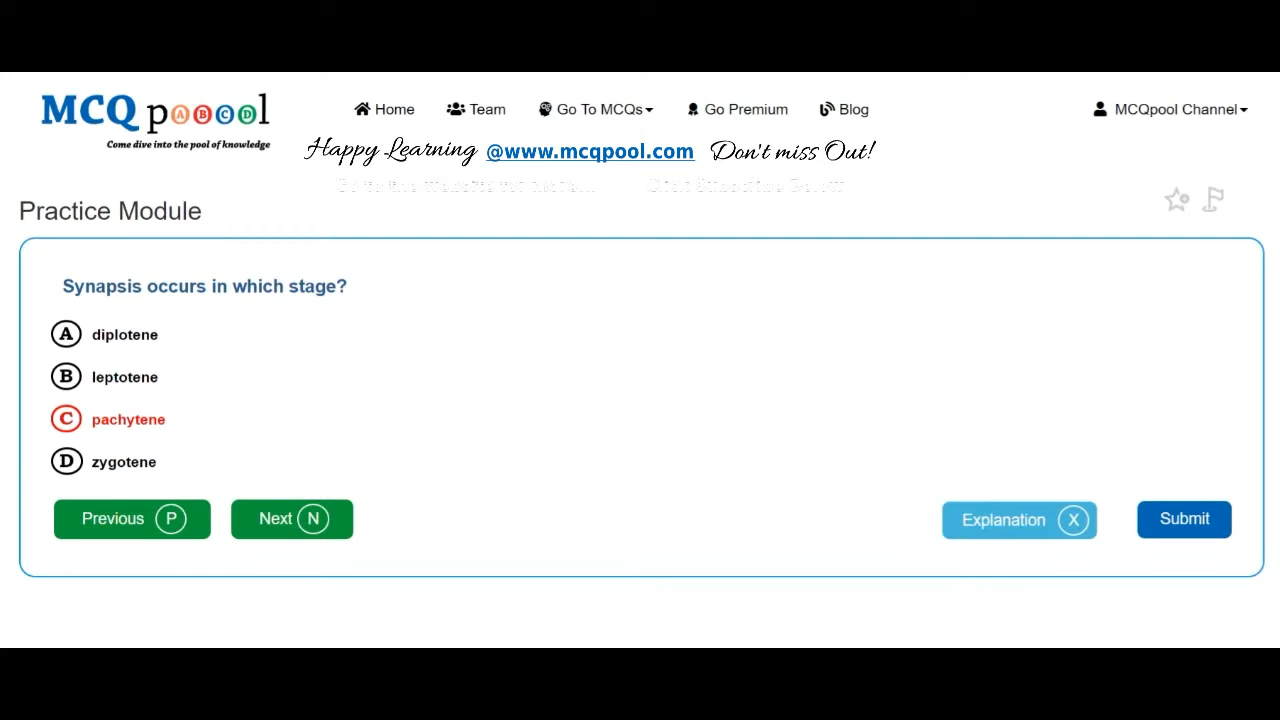 MCQ pABCDl
Come dive into the pool of knowledge
Home Team Go To MCQs Go Premium Blog MCQpool Channel
Happy Learning @www.mcqpool.com Don't miss Out!
Practice Module
Synapsis occurs in which stage?
A diplotene
B leptotene
C pachytene
D zygotene
Previous P Next N Explanation X Submit